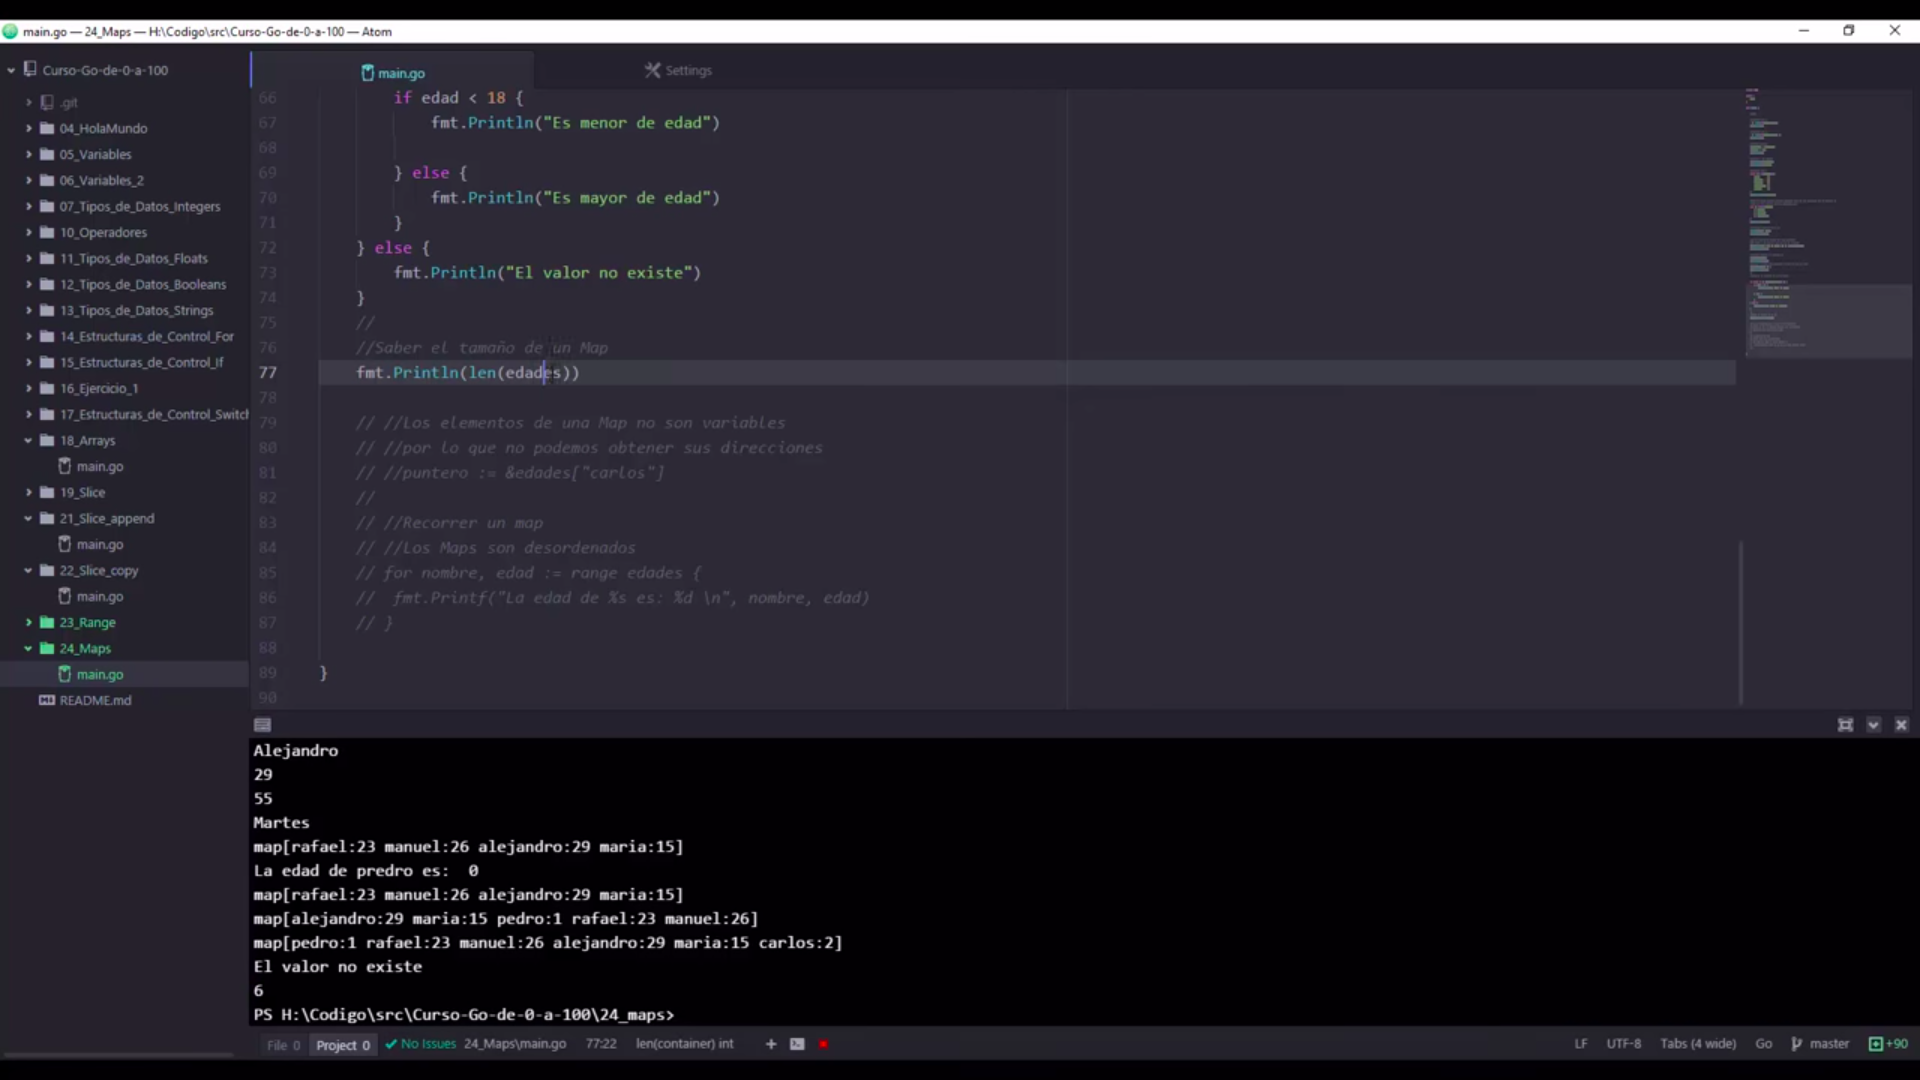 main.go — 24_Maps — H:\Codigo\src\Curso-Go-de-0-a-100 — Atom
Curso-Go-de-0-a-100
.git
04_HolaMundo
05_Variables
06_Variables_2
07_Tipos_de_Datos_Integers
10_Operadores
11_Tipos_de_Datos_Floats
12_Tipos_de_Datos_Booleans
13_Tipos_de_Datos_Strings
14_Estructuras_de_Control_For
15_Estructuras_de_Control_If
16_Ejercicio_1
17_Estructuras_de_Control_Switch
18_Arrays
main.go
19_Slice
21_Slice_append
main.go
22_Slice_copy
main.go
23_Range
24_Maps
main.go
README.md
main.go
Settings
66 if edad < 18 {
67 fmt.Println("Es menor de edad")
68
69 } else {
70 fmt.Println("Es mayor de edad")
71 }
72 } else {
73 fmt.Println("El valor no existe")
74 }
75 //
76 //Saber el tamaño de un Map
77 fmt.Println(len(edades))
78
79 // //Los elementos de una Map no son variables
80 // //por lo que no podemos obtener sus direcciones
81 // //puntero := &edades["carlos"]
82 //
83 // //Recorrer un map
84 // //Los Maps son desordenados
85 // for nombre, edad := range edades {
86 // fmt.Printf("La edad de %s es: %d \n", nombre, edad)
87 // }
88
89 }
90
Alejandro
29
55
Martes
map[rafael:23 manuel:26 alejandro:29 maria:15]
La edad de predro es:  0
map[rafael:23 manuel:26 alejandro:29 maria:15]
map[alejandro:29 maria:15 pedro:1 rafael:23 manuel:26]
map[pedro:1 rafael:23 manuel:26 alejandro:29 maria:15 carlos:2]
El valor no existe
6
PS H:\Codigo\src\Curso-Go-de-0-a-100\24_maps>
File 0 Project 0 No Issues 24_Maps\main.go 77:22 len(container) int + LF UTF-8 Tabs (4 wide) Go master +90